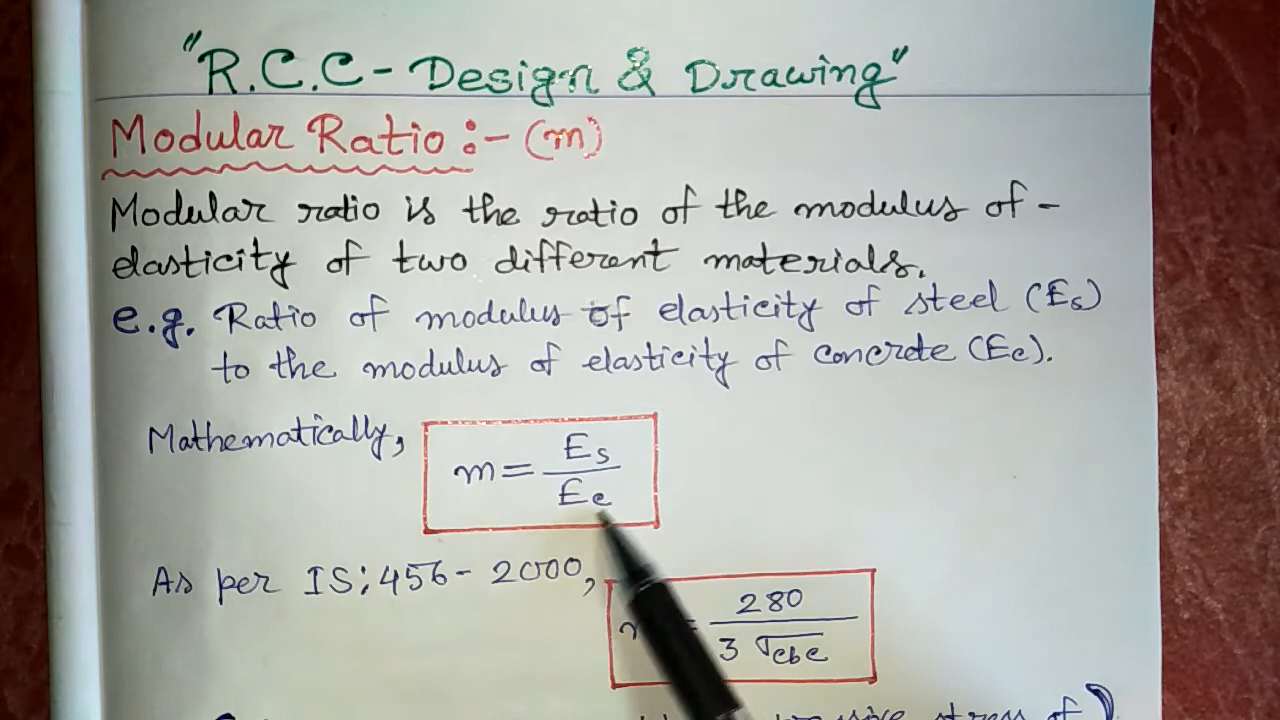 "R.C.C - Design & Drawing"
Modular Ratio :- (m)
Modular ratio is the ratio of the modulus of -
elasticity of two different materials.
e.g. Ratio of modulus of elasticity of steel (Es)
to the modulus of elasticity of concrete (Ec).
Mathematically, m = Es / Ec
As per IS:456 - 2000, = 280 / 3 σcbc
stress of